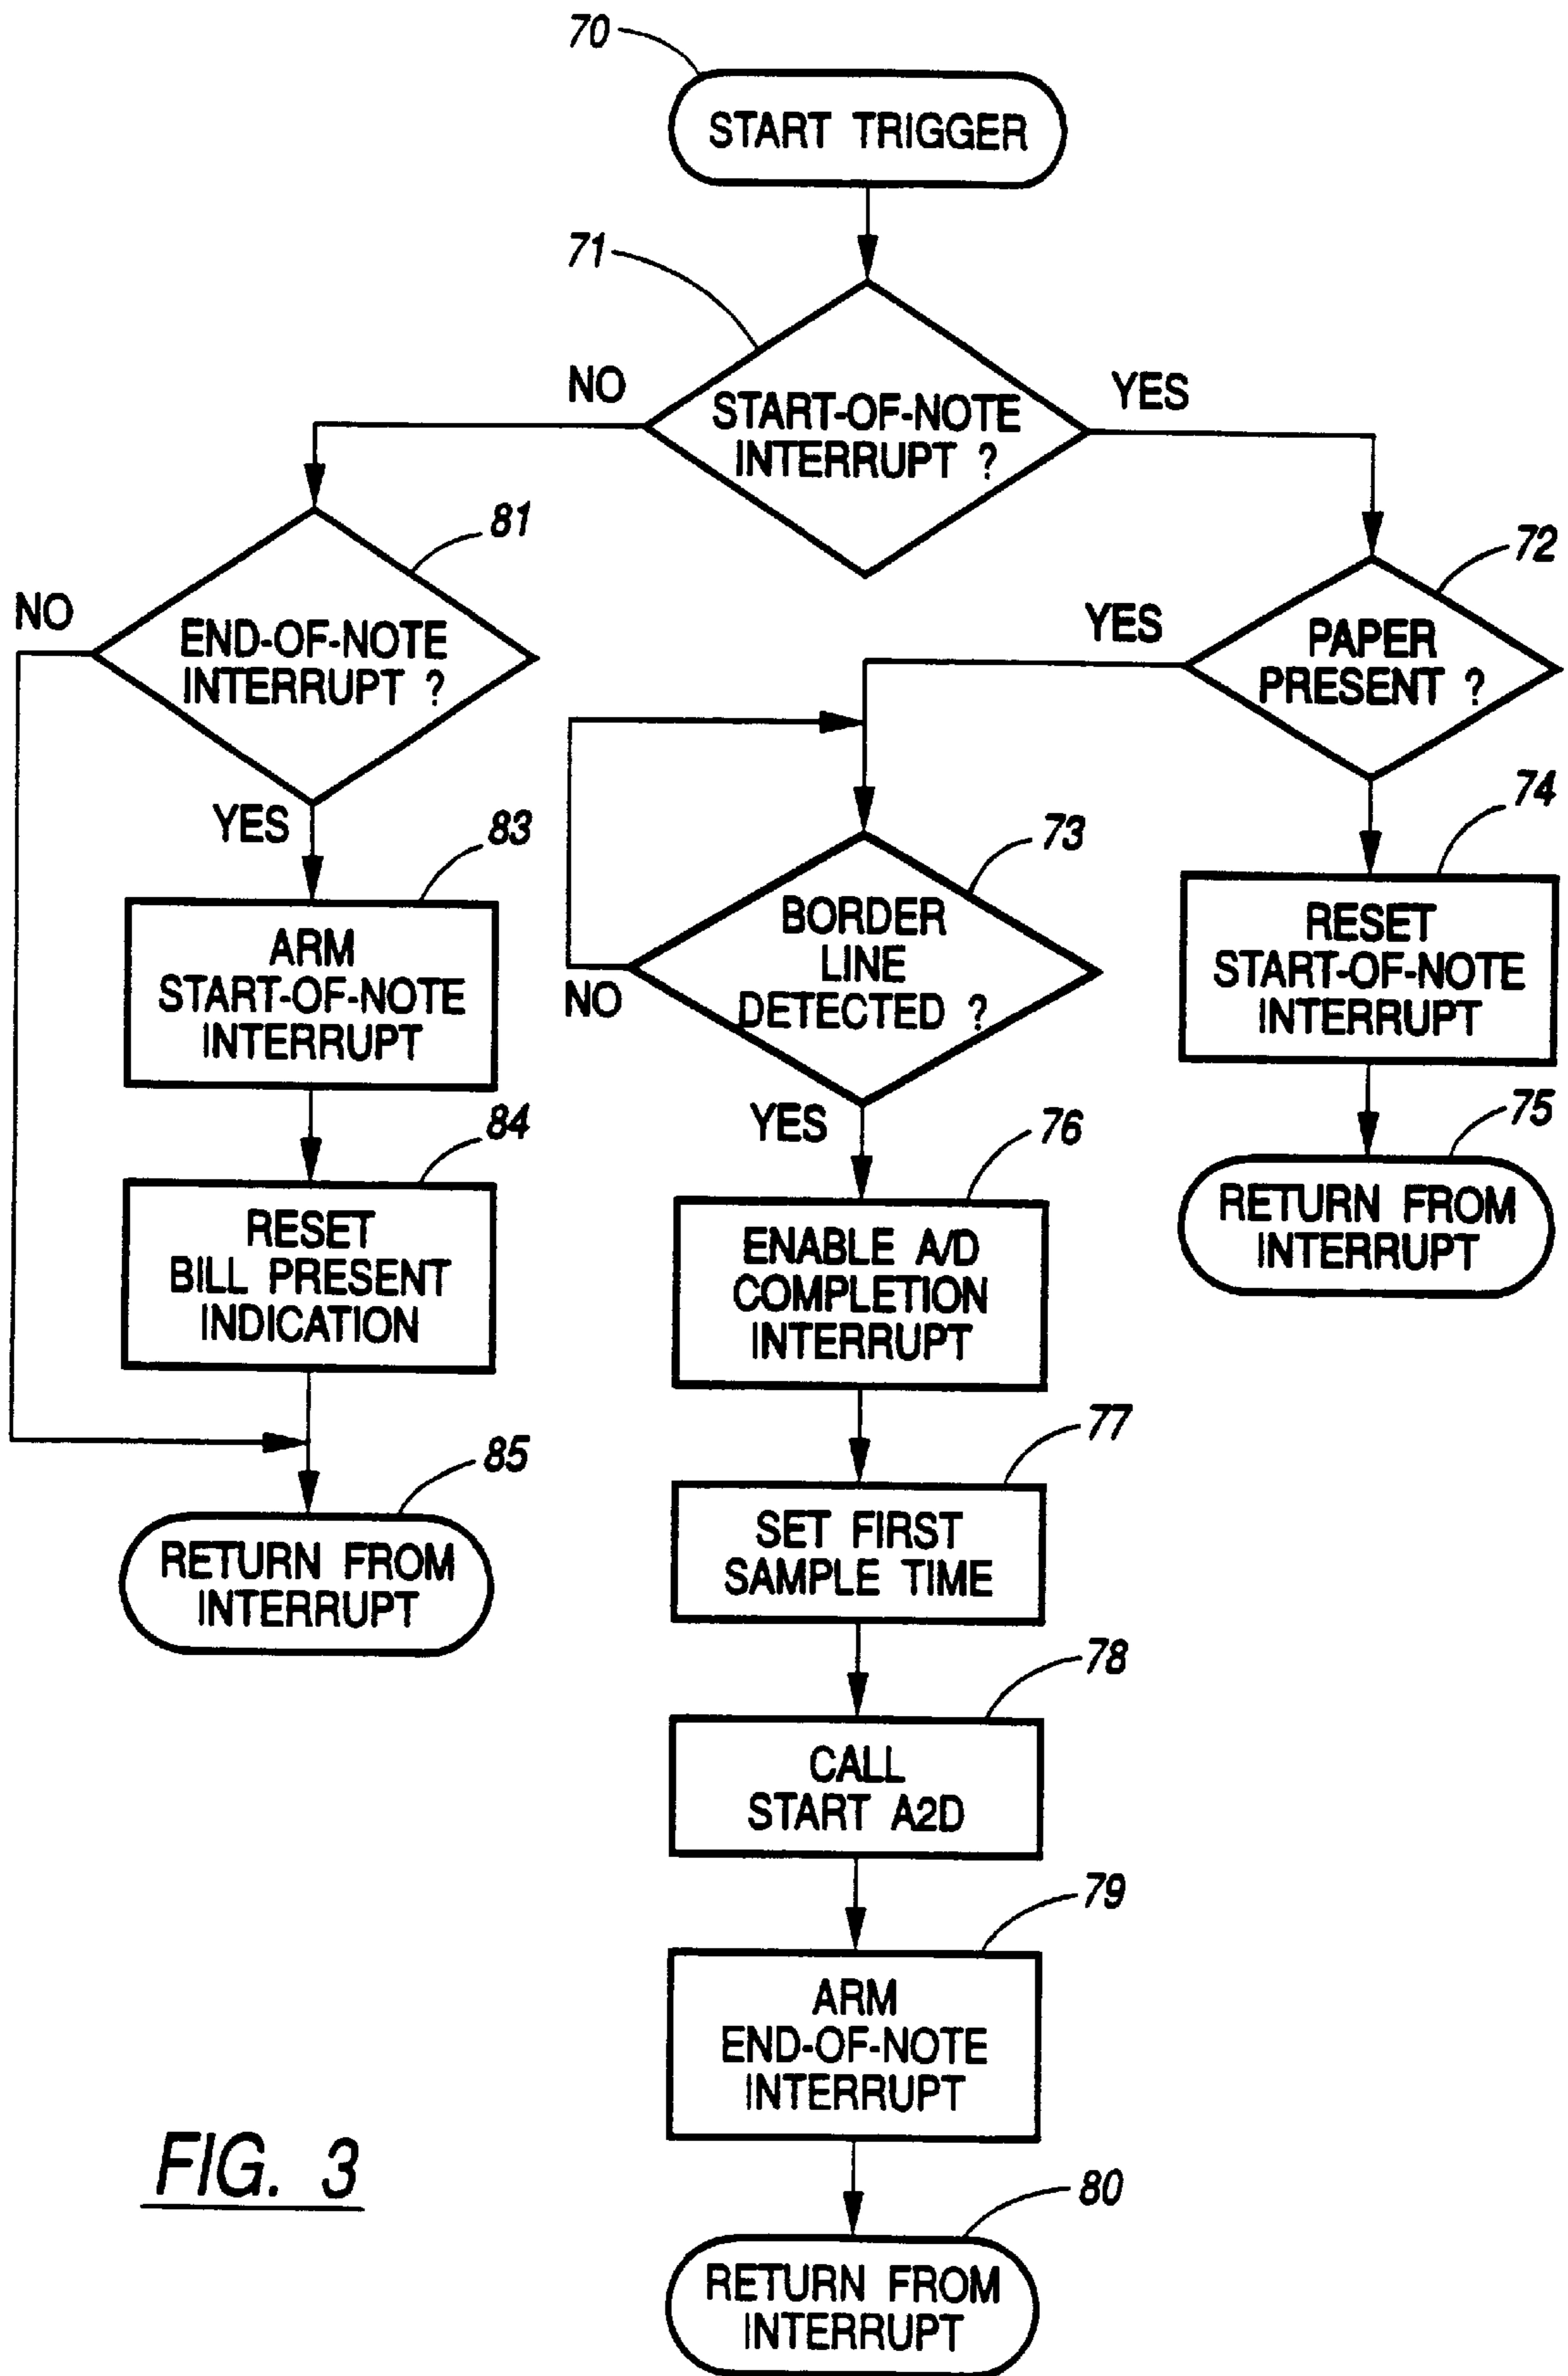 70
START TRIGGER
71
NO
YES
START-OF-NOTE
INTERRUPT ?
81
72
NO
END-OF-NOTE
INTERRUPT ?
YES
PAPER
PRESENT ?
YES
83
73
74
ARM
START-OF-NOTE
INTERRUPT
BORDER
LINE
DETECTED ?
NO
RESET
START-OF-NOTE
INTERRUPT
84
YES
76
75
RESET
BILL PRESENT
INDICATION
ENABLE A/D
COMPLETION
INTERRUPT
RETURN FROM
INTERRUPT
85
77
RETURN FROM
INTERRUPT
SET FIRST
SAMPLE TIME
78
CALL
START A2D
79
ARM
END-OF-NOTE
INTERRUPT
FIG. 3
80
RETURN FROM
INTERRUPT